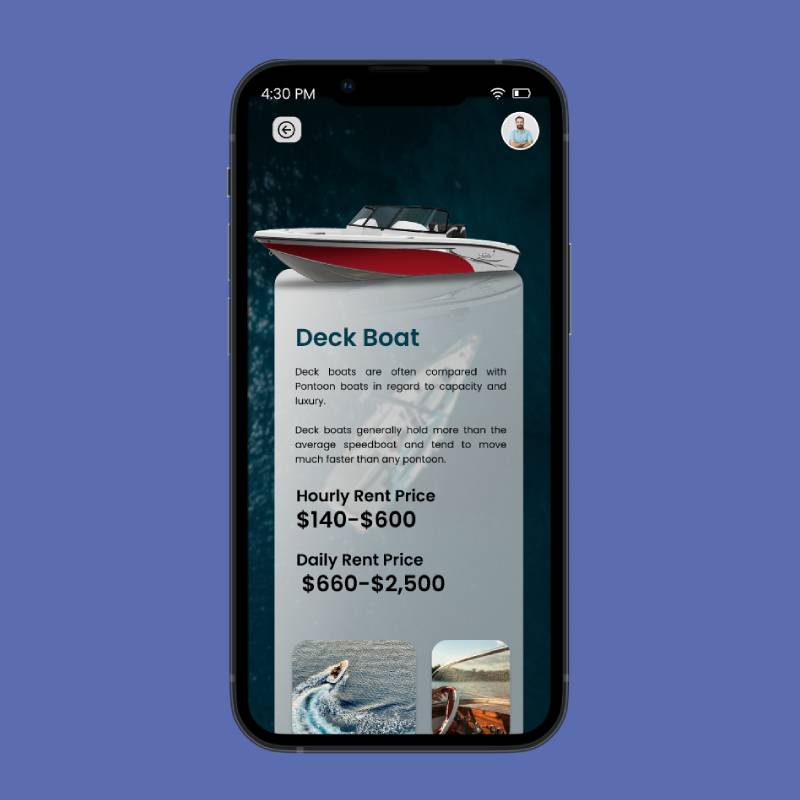 4:30 PM
Deck Boat
Deck boats are often compared with
Pontoon boats in regard to capacity and
luxury.
Deck boats generally hold more than the
average speedboat and tend to move
much faster than any pontoon.
Hourly Rent Price
$140-$600
Daily Rent Price
$660-$2,500